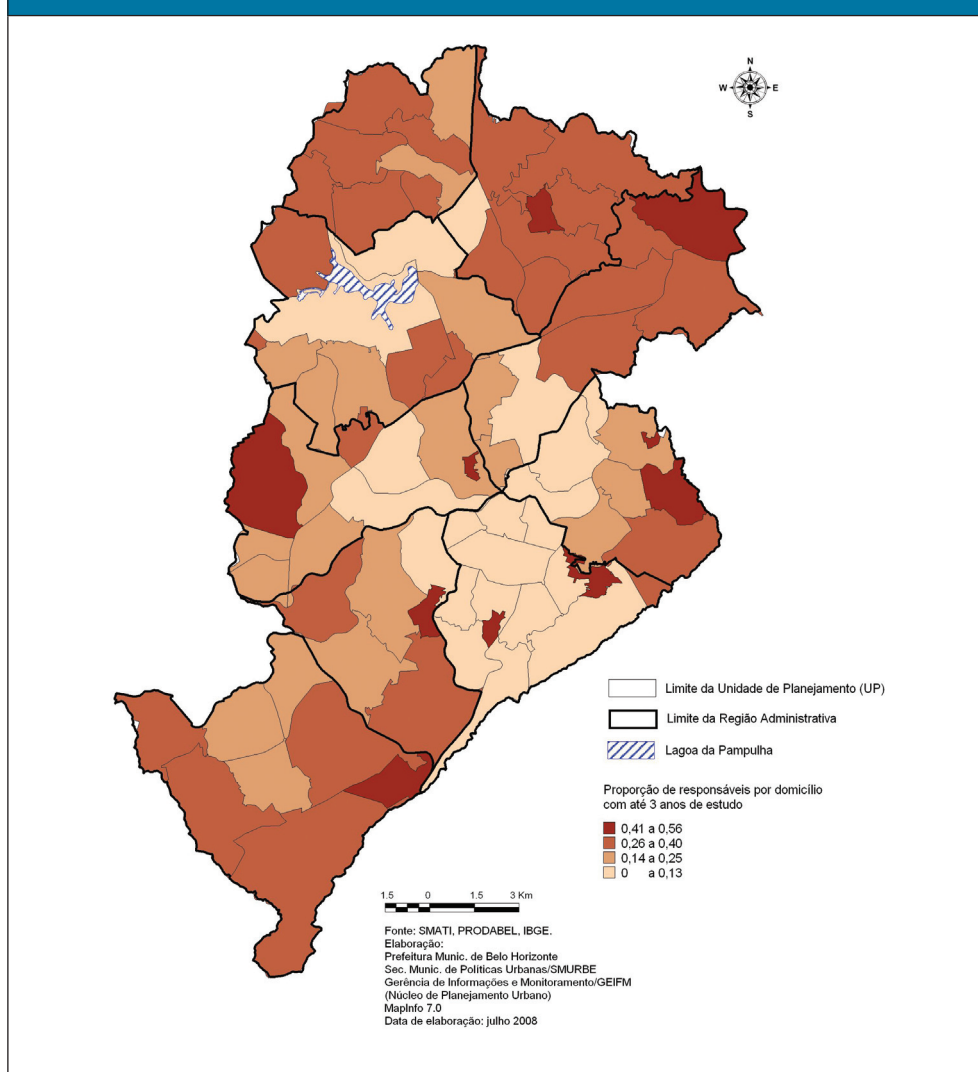 N
W E
S
Limite da Unidade de Planejamento (UP)
Limite da Região Administrativa
Lagoa da Pampulha
Proporção de responsáveis por domicílio
com até 3 anos de estudo
0,41 a 0,56
0,26 a 0,40
0,14 a 0,25
0 a 0,13
1.5 0 1.5 3 Km
Fonte: SMATI, PRODABEL, IBGE.
Elaboração:
Prefeitura Munic. de Belo Horizonte
Sec. Munic. de Políticas Urbanas/SMURBE
Gerência de Informações e Monitoramento/GEIFM
(Núcleo de Planejamento Urbano)
MapInfo 7.0
Data de elaboração: julho 2008